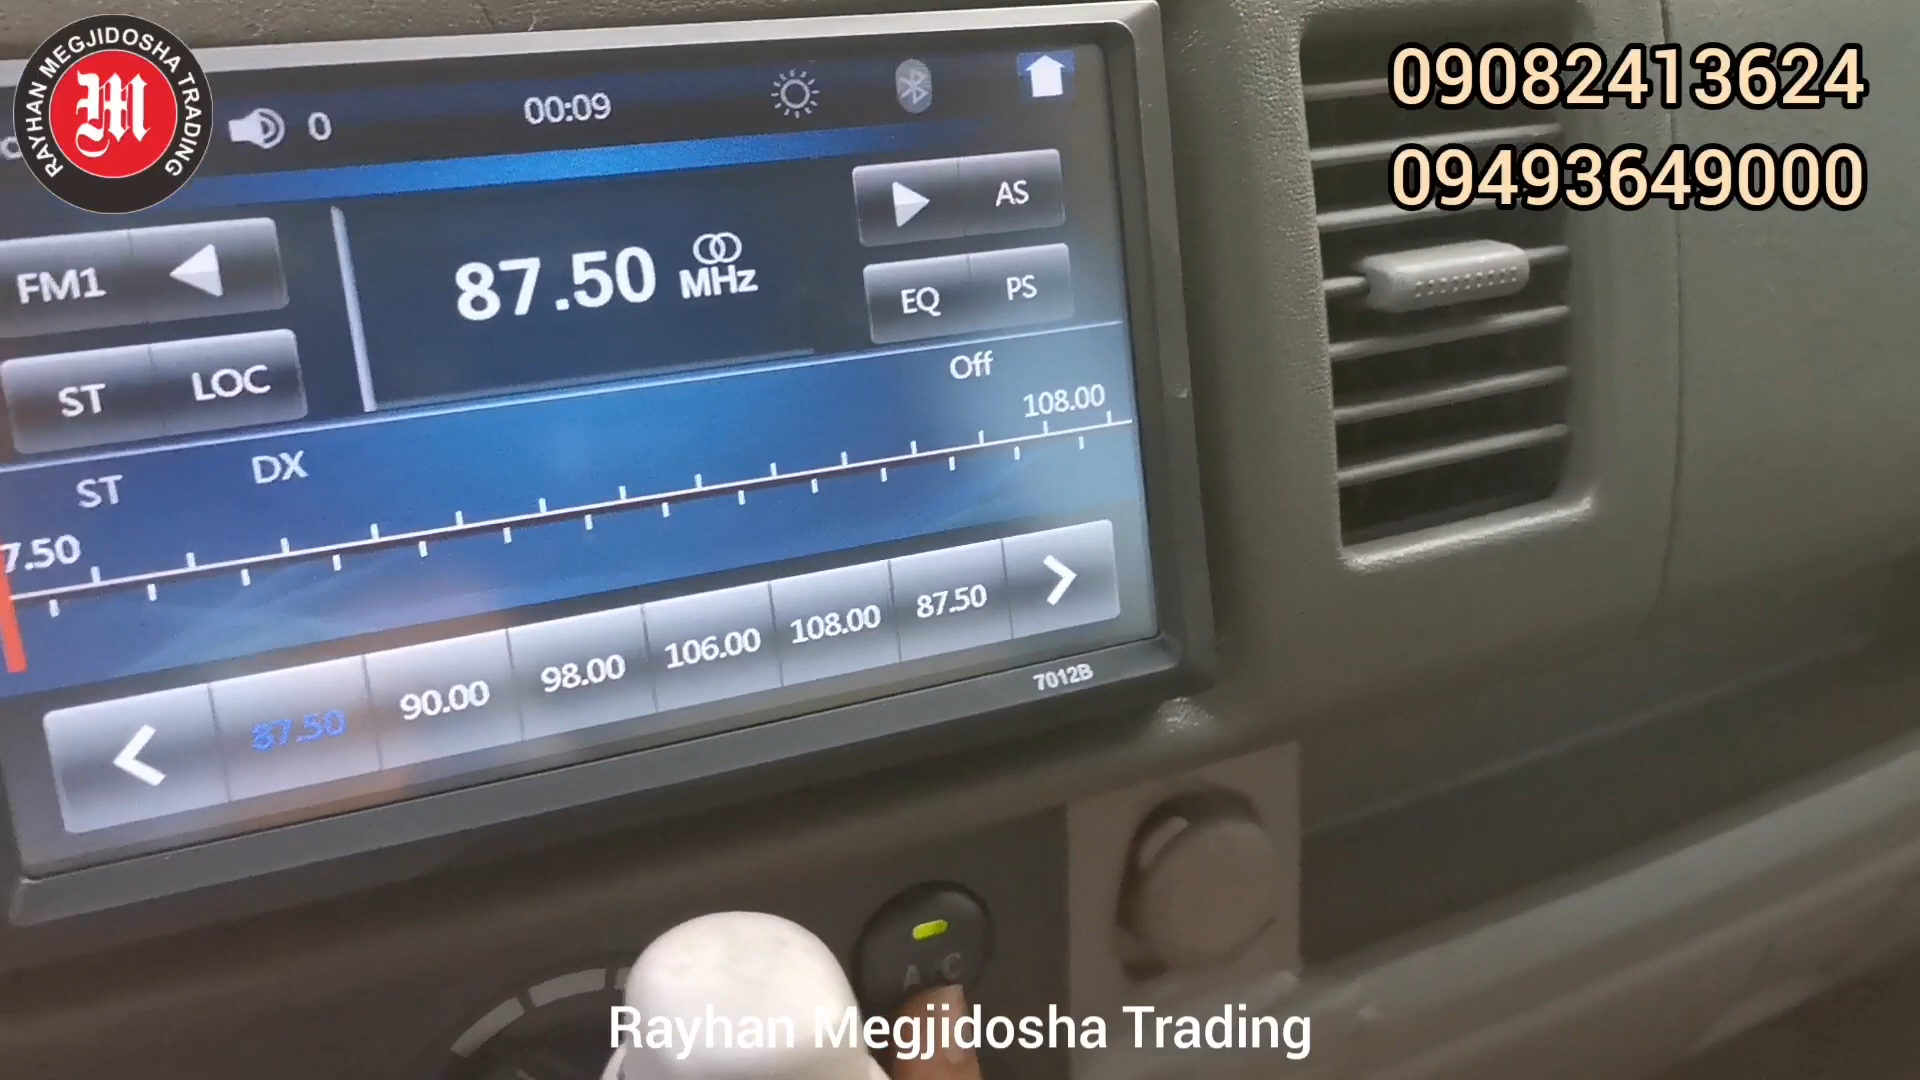 RAYHAN MEGJIDOSHA TRADING
M
09082413624
09493649000
0
00:09
FM1
87.50
MHz
AS
EQ
PS
ST
LOC
Off
ST
DX
108.00
7.50
87.50
90.00
98.00
106.00
108.00
87.50
7012B
A C
Rayhan Megjidosha Trading